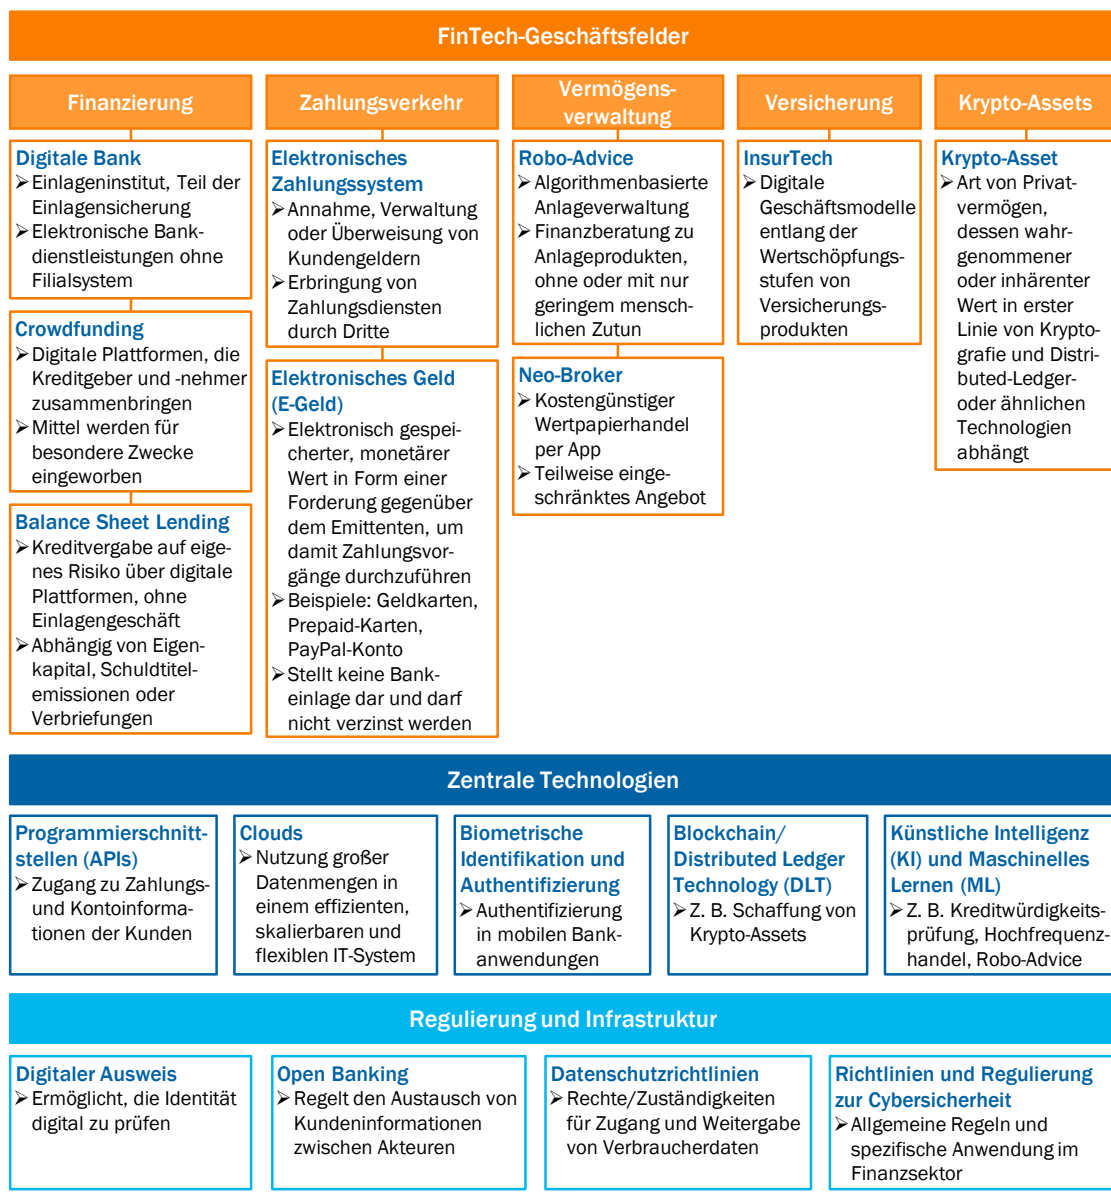 FinTech-Geschäftsfelder
Finanzierung
Digitale Bank
➢ Einlageninstitut, Teil der
Einlagensicherung
➢ Elektronische Bank-
dienstleistungen ohne
Filialsystem
Crowdfunding
➢ Digitale Plattformen, die
Kreditgeber und -nehmer
zusammenbringen
➢ Mittel werden für
besondere Zwecke
eingeworben
Balance Sheet Lending
➢ Kreditvergabe auf eige-
nes Risiko über digitale
Plattformen, ohne
Einlagengeschäft
➢ Abhängig von Eigen-
kapital, Schuldtitel-
emissionen oder
Verbriefungen
Zahlungsverkehr
Elektronisches
Zahlungssystem
➢ Annahme, Verwaltung
oder Überweisung von
Kundengeldern
➢ Erbringung von
Zahlungsdiensten
durch Dritte
Elektronisches Geld
(E-Geld)
➢ Elektronisch gespei-
cherter, monetärer
Wert in Form einer
Forderung gegenüber
dem Emittenten, um
damit Zahlungsvor-
gänge durchzuführen
➢ Beispiele: Geldkarten,
Prepaid-Karten,
PayPal-Konto
➢ Stellt keine Bank-
einlage dar und darf
nicht verzinst werden
Vermögens-
verwaltung
Robo-Advice
➢ Algorithmenbasierte
Anlageverwaltung
➢ Finanzberatung zu
Anlageprodukten,
ohne oder mit nur
geringem mensch-
lichen Zutun
Neo-Broker
➢ Kostengünstiger
Wertpapierhandel
per App
➢ Teilweise einge-
schränktes Angebot
Versicherung
InsurTech
➢ Digitale
Geschäftsmodelle
entlang der
Wertschöpfungs-
stufen von
Versicherungs-
produkten
Krypto-Assets
Krypto-Asset
➢ Art von Privat-
vermögen,
dessen wahr-
genommener
oder inhärenter
Wert in erster
Linie von Krypto-
grafie und Distri-
buted-Ledger-
oder ähnlichen
Technologien
abhängt
Zentrale Technologien
Programmierschnitt-
stellen (APIs)
➢ Zugang zu Zahlungs-
und Kontoinforma-
tionen der Kunden
Clouds
➢ Nutzung großer
Datenmengen in
einem effizienten,
skalierbaren und
flexiblen IT-System
Biometrische
Identifikation und
Authentifizierung
➢ Authentifizierung
in mobilen Bank-
anwendungen
Blockchain/
Distributed Ledger
Technology (DLT)
➢ Z. B. Schaffung von
Krypto-Assets
Künstliche Intelligenz
(KI) und Maschinelles
Lernen (ML)
➢ Z. B. Kreditwürdigkeits-
prüfung, Hochfrequenz-
handel, Robo-Advice
Regulierung und Infrastruktur
Digitaler Ausweis
➢ Ermöglicht, die Identität
digital zu prüfen
Open Banking
➢ Regelt den Austausch von
Kundeninformationen
zwischen Akteuren
Datenschutzrichtlinien
➢ Rechte/Zuständigkeiten
für Zugang und Weitergabe
von Verbraucherdaten
Richtlinien und Regulierung
zur Cybersicherheit
➢ Allgemeine Regeln und
spezifische Anwendung im
Finanzsektor